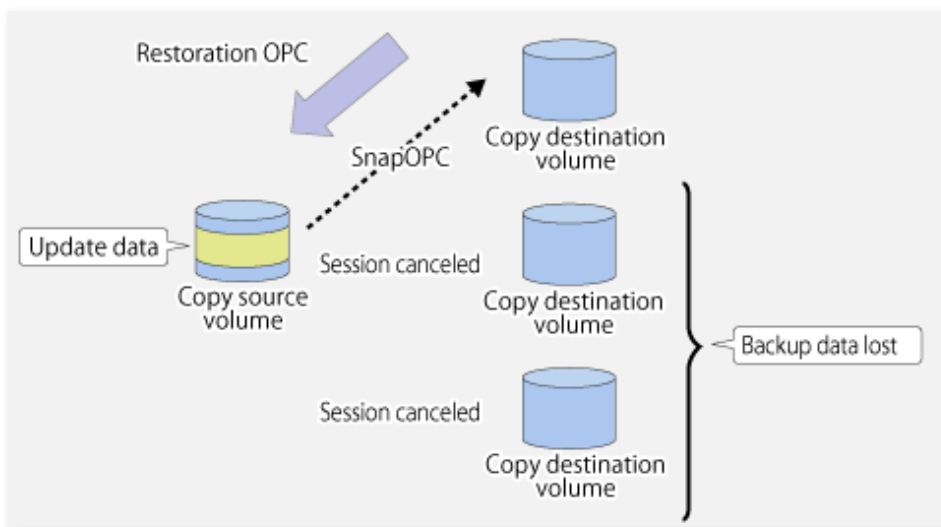 Restoration OPC
Copy destination
volume
SnapOPC
Update data
Copy source
volume
Session canceled
Copy destination
volume
Backup data lost
Session canceled
Copy destination
volume